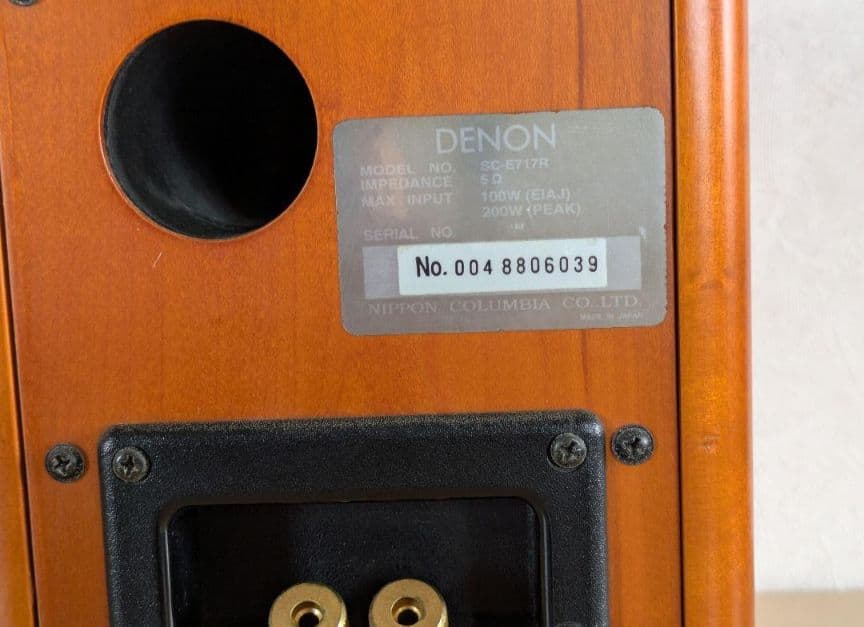 DENON
MODEL NO. SC-E717R
IMPEDANCE 6 Ω
MAX INPUT 100W (EIAJ)
200W (PEAK)
SERIAL NO.
No. 004 8806039
NIPPON COLUMBIA CO. LTD.
MADE IN JAPAN